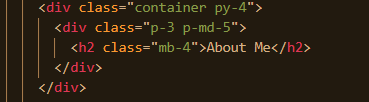 <div class="container py-4">
<div class="p-3 p-md-5">
<h2 class="mb-4">About Me</h2>
</div>
</div>